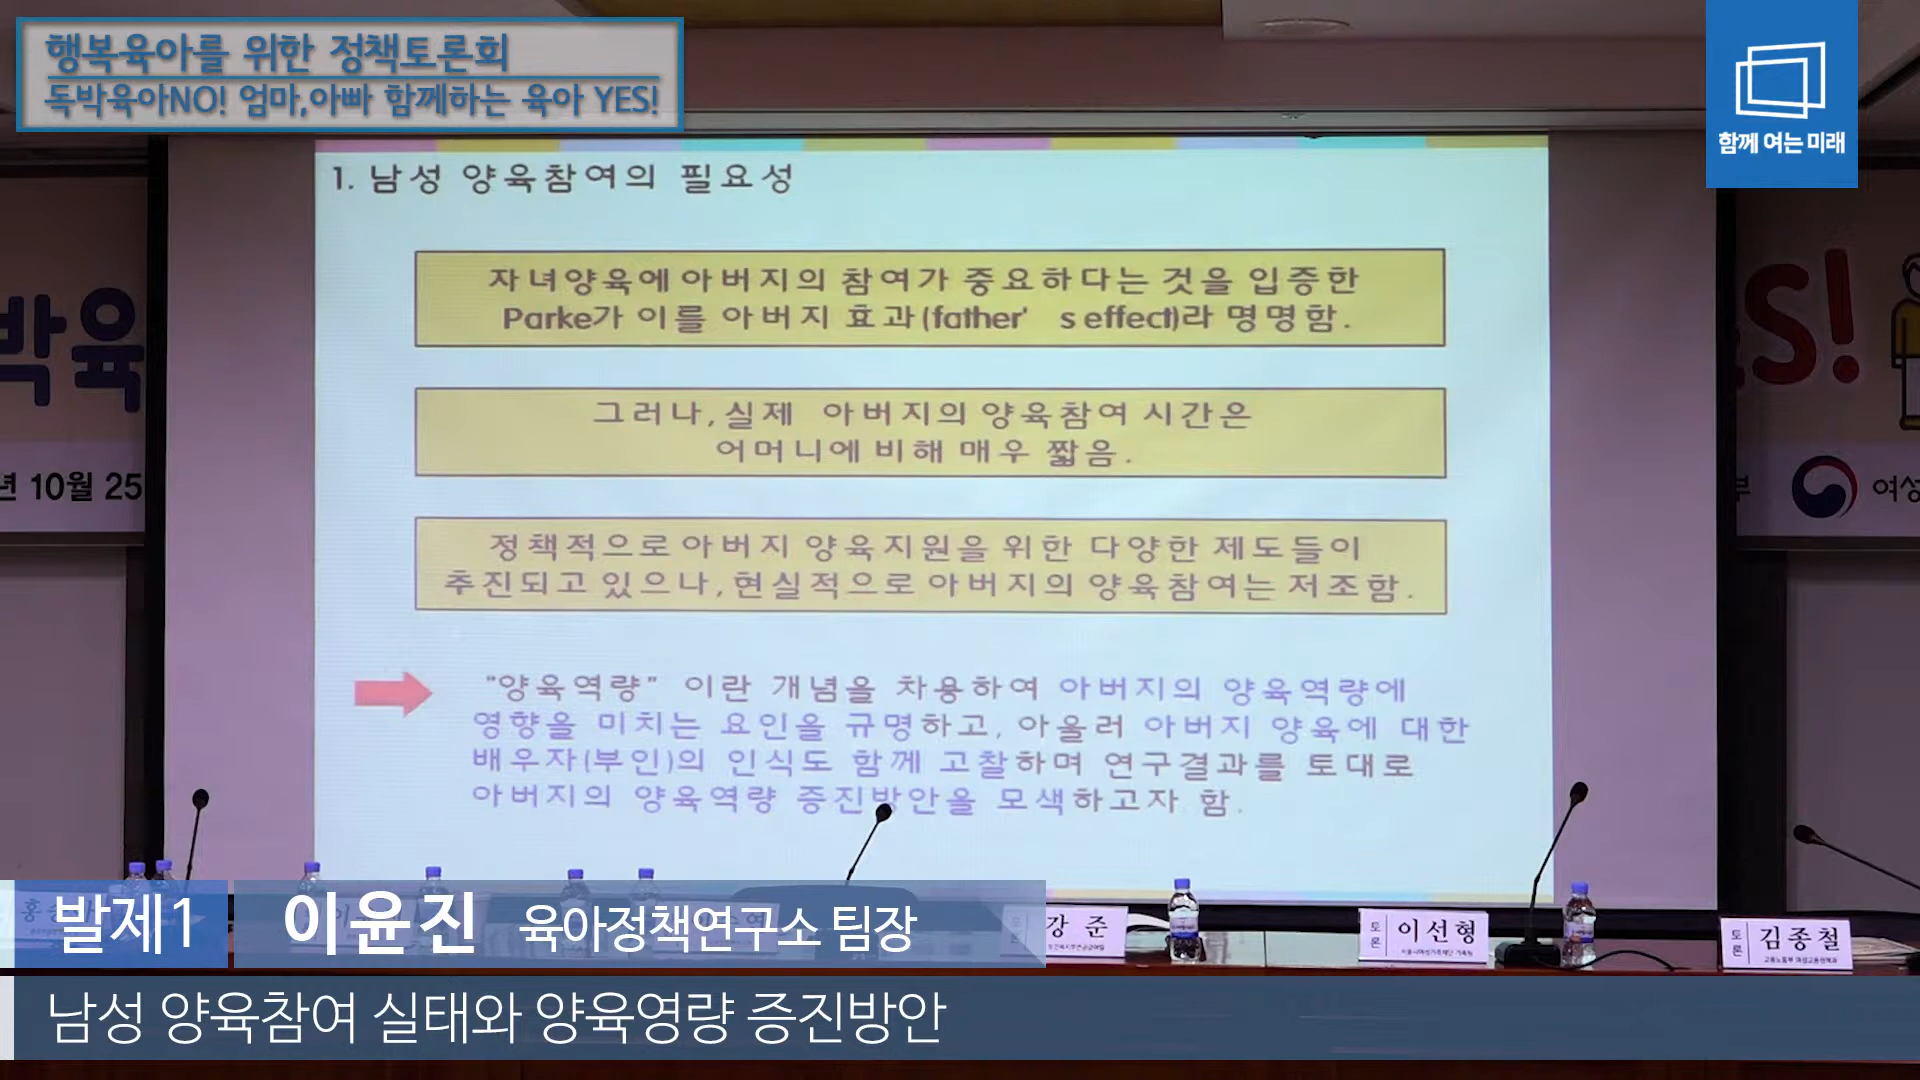 행복육아를 위한 정책토론회
독박육아NO! 엄마,아빠 함께하는 육아 YES!
함께 여는 미래
1. 남성 양육참여의 필요성
자녀양육에 아버지의 참여가 중요하다는 것을 입증한
Parke가 이를 아버지 효과(father' s effect)라 명명함.
그러나, 실제 아버지의 양육참여 시간은
어머니에 비해 매우 짧음.
정책적으로 아버지 양육지원을 위한 다양한 제도들이
추진되고 있으나, 현실적으로 아버지의 양육참여는 저조함.
"양육역량" 이란 개념을 차용하여 아버지의 양육역량에
영향을 미치는 요인을 규명하고, 아울러 아버지 양육에 대한
배우자(부인)의 인식도 함께 고찰하며 연구결과를 토대로
아버지의 양육역량 증진방안을 모색하고자 함.
박육
S!
년 10월 25
부 여성
발제1 이윤진 육아정책연구소 팀장
강 준
토론 이선형
토론 김종철
남성 양육참여 실태와 양육영량 증진방안